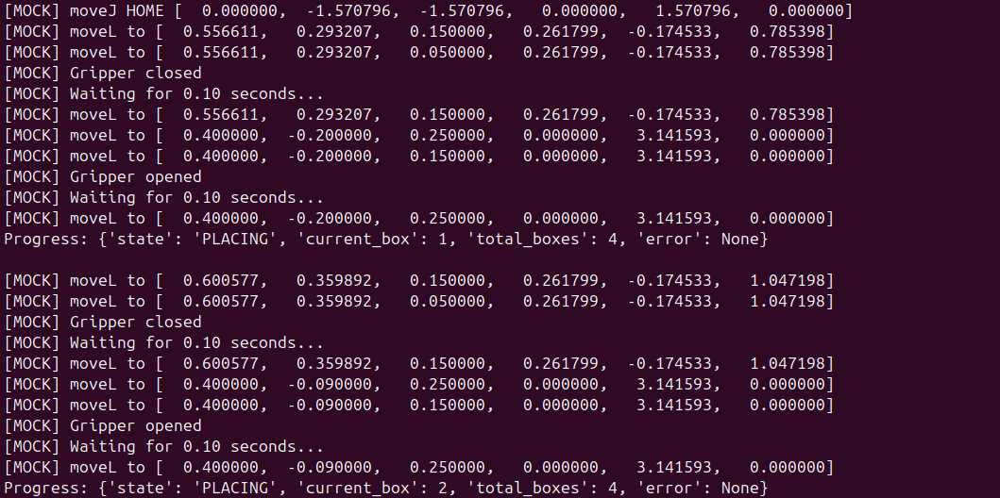 [MOCK] moveJ HOME [  0.000000,  -1.570796,  -1.570796,   0.000000,   1.570796,   0.000000]
[MOCK] moveL to [  0.556611,   0.293207,   0.150000,   0.261799,  -0.174533,   0.785398]
[MOCK] moveL to [  0.556611,   0.293207,   0.050000,   0.261799,  -0.174533,   0.785398]
[MOCK] Gripper closed
[MOCK] Waiting for 0.10 seconds...
[MOCK] moveL to [  0.556611,   0.293207,   0.150000,   0.261799,  -0.174533,   0.785398]
[MOCK] moveL to [  0.400000,  -0.200000,   0.250000,   0.000000,   3.141593,   0.000000]
[MOCK] moveL to [  0.400000,  -0.200000,   0.150000,   0.000000,   3.141593,   0.000000]
[MOCK] Gripper opened
[MOCK] Waiting for 0.10 seconds...
[MOCK] moveL to [  0.400000,  -0.200000,   0.250000,   0.000000,   3.141593,   0.000000]
Progress: {'state': 'PLACING', 'current_box': 1, 'total_boxes': 4, 'error': None}

[MOCK] moveL to [  0.600577,   0.359892,   0.150000,   0.261799,  -0.174533,   1.047198]
[MOCK] moveL to [  0.600577,   0.359892,   0.050000,   0.261799,  -0.174533,   1.047198]
[MOCK] Gripper closed
[MOCK] Waiting for 0.10 seconds...
[MOCK] moveL to [  0.600577,   0.359892,   0.150000,   0.261799,  -0.174533,   1.047198]
[MOCK] moveL to [  0.400000,  -0.090000,   0.250000,   0.000000,   3.141593,   0.000000]
[MOCK] moveL to [  0.400000,  -0.090000,   0.150000,   0.000000,   3.141593,   0.000000]
[MOCK] Gripper opened
[MOCK] Waiting for 0.10 seconds...
[MOCK] moveL to [  0.400000,  -0.090000,   0.250000,   0.000000,   3.141593,   0.000000]
Progress: {'state': 'PLACING', 'current_box': 2, 'total_boxes': 4, 'error': None}